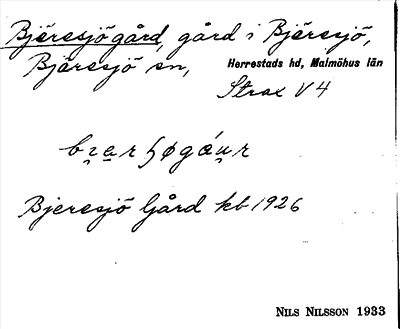 Bjäresjögård, gård i Bjäresjö,
Bjäresjö sn, Herrestads hd, Malmöhus län
Strax V 4
Bjeresjö Gård kb 1926
NILS NILSSON 1933